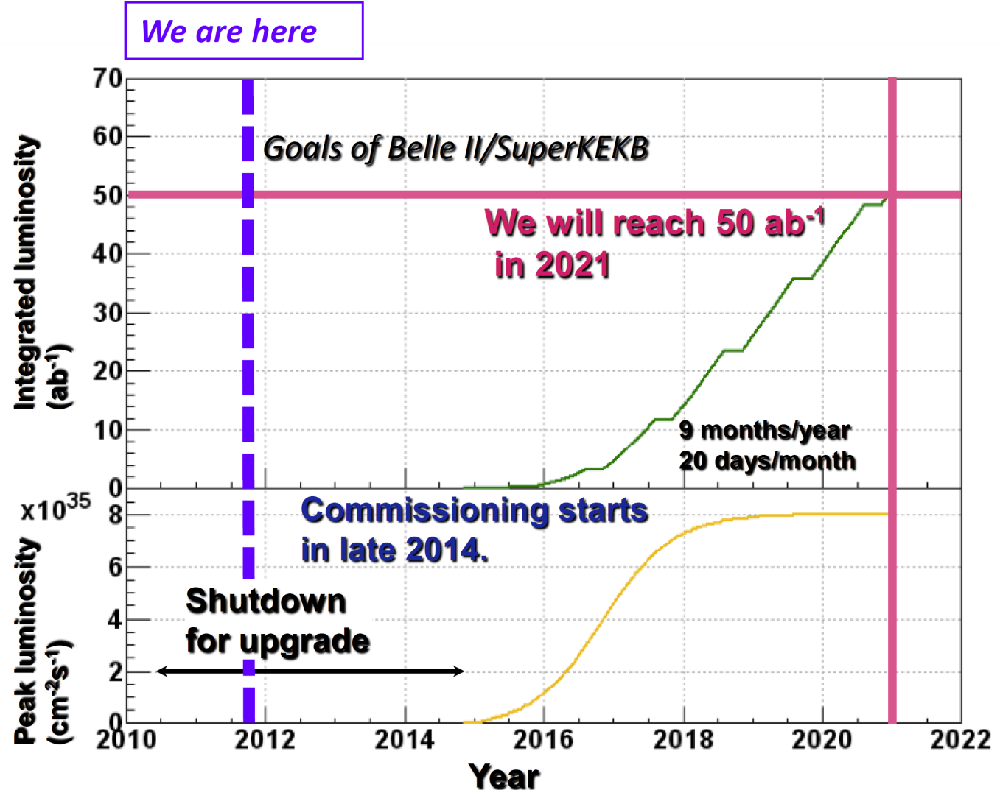 We are here
70
60
50
40
30
20
10
0
Integrated luminosity
(ab⁻¹)
Goals of Belle II/SuperKEKB
We will reach 50 ab⁻¹
in 2021
9 months/year
20 days/month
x10³⁵
8
6
4
2
0
Peak luminosity
(cm⁻²s⁻¹)
Commissioning starts
in late 2014.
Shutdown
for upgrade
2010 2012 2014 2016 2018 2020 2022
Year